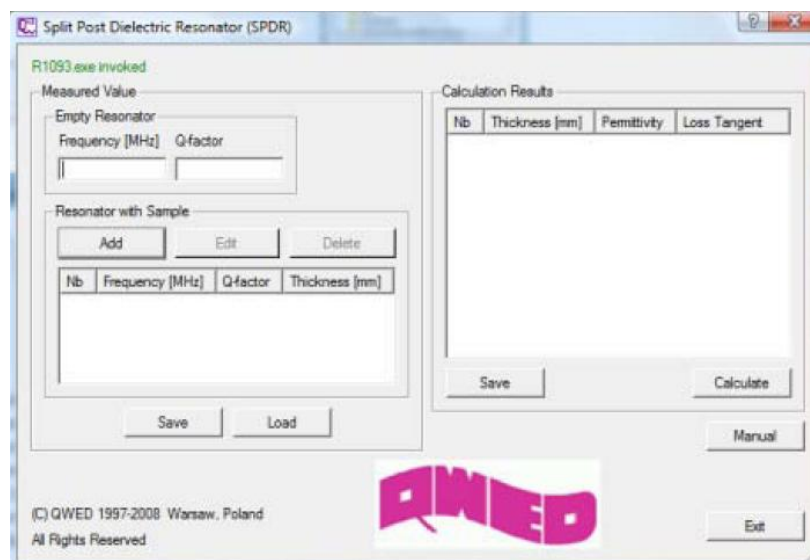 Split Post Dielectric Resonator (SPDR)
R1093.exe invoked
Measured Value
Empty Resonator
Frequency [MHz] Q-factor
Resonator with Sample
Add Edit Delete
Nb Frequency [MHz] Q-factor Thickness [mm]
Save Load
Calculation Results
Nb Thickness [mm] Permittivity Loss Tangent
Save Calculate
Manual
QWED
(C) QWED 1997-2008 Warsaw, Poland
All Rights Reserved
Exit